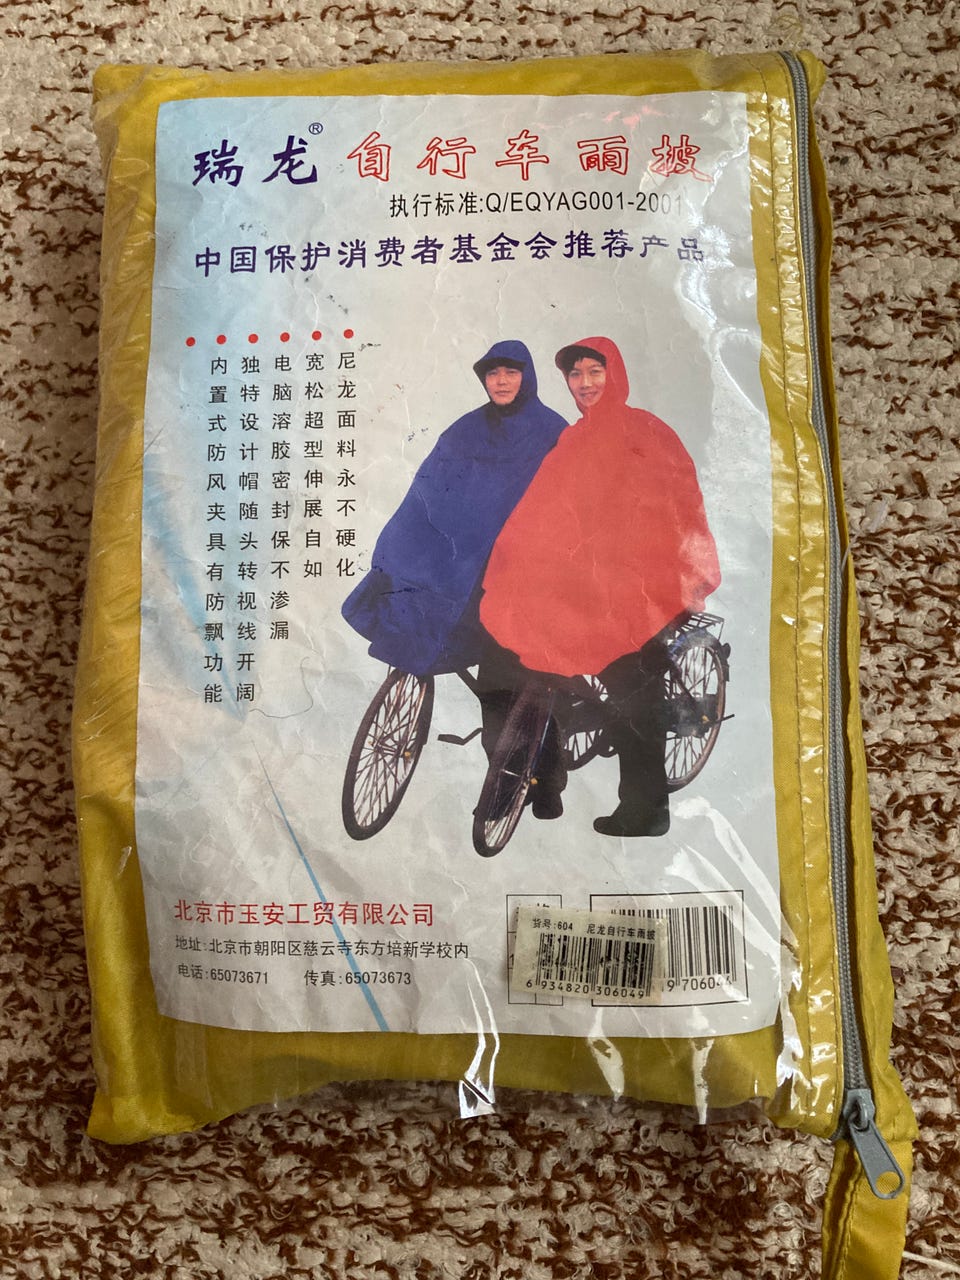 瑞龙® 自行车雨披
执行标准:Q/EQYAG001-2001
中国保护消费者基金会推荐产品
尼龙面料永不硬化
宽松超型伸展自如
电脑溶胶密封保不渗漏
独特设计帽随头转视线开阔
内置式防风夹具有防飘功能
北京市玉安工贸有限公司
地址:北京市朝阳区慈云寺东方培新学校内
电话:65073671 传真:65073673
货号:604 尼龙自行车雨披
6 934820 306049